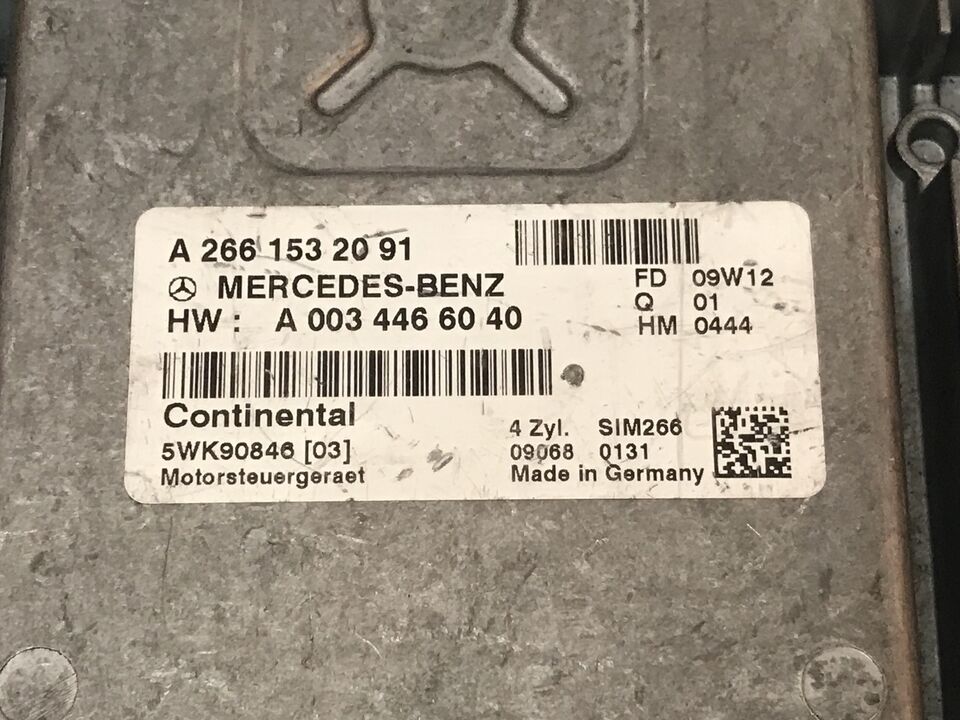 A 266 153 20 91
MERCEDES-BENZ
HW : A 003 446 60 40
FD 09W12
Q 01
HM 0444
Continental
5WK90846 [03]
Motorsteuergeraet
4 Zyl. SIM266
09068 0131
Made in Germany